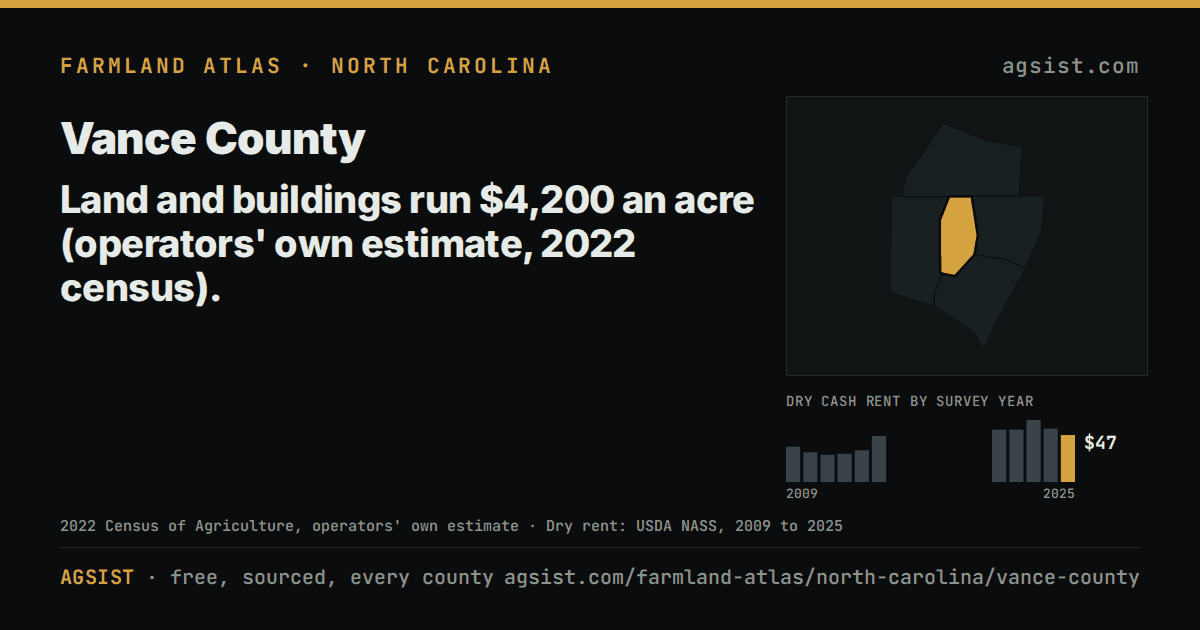 FARMLAND ATLAS · NORTH CAROLINA
agsist.com
Vance County
Land and buildings run $4,200 an acre
(operators' own estimate, 2022
census).
DRY CASH RENT BY SURVEY YEAR
$47
2009
2025
2022 Census of Agriculture, operators' own estimate · Dry rent: USDA NASS, 2009 to 2025
AGSIST · free, sourced, every county
agsist.com/farmland-atlas/north-carolina/vance-county